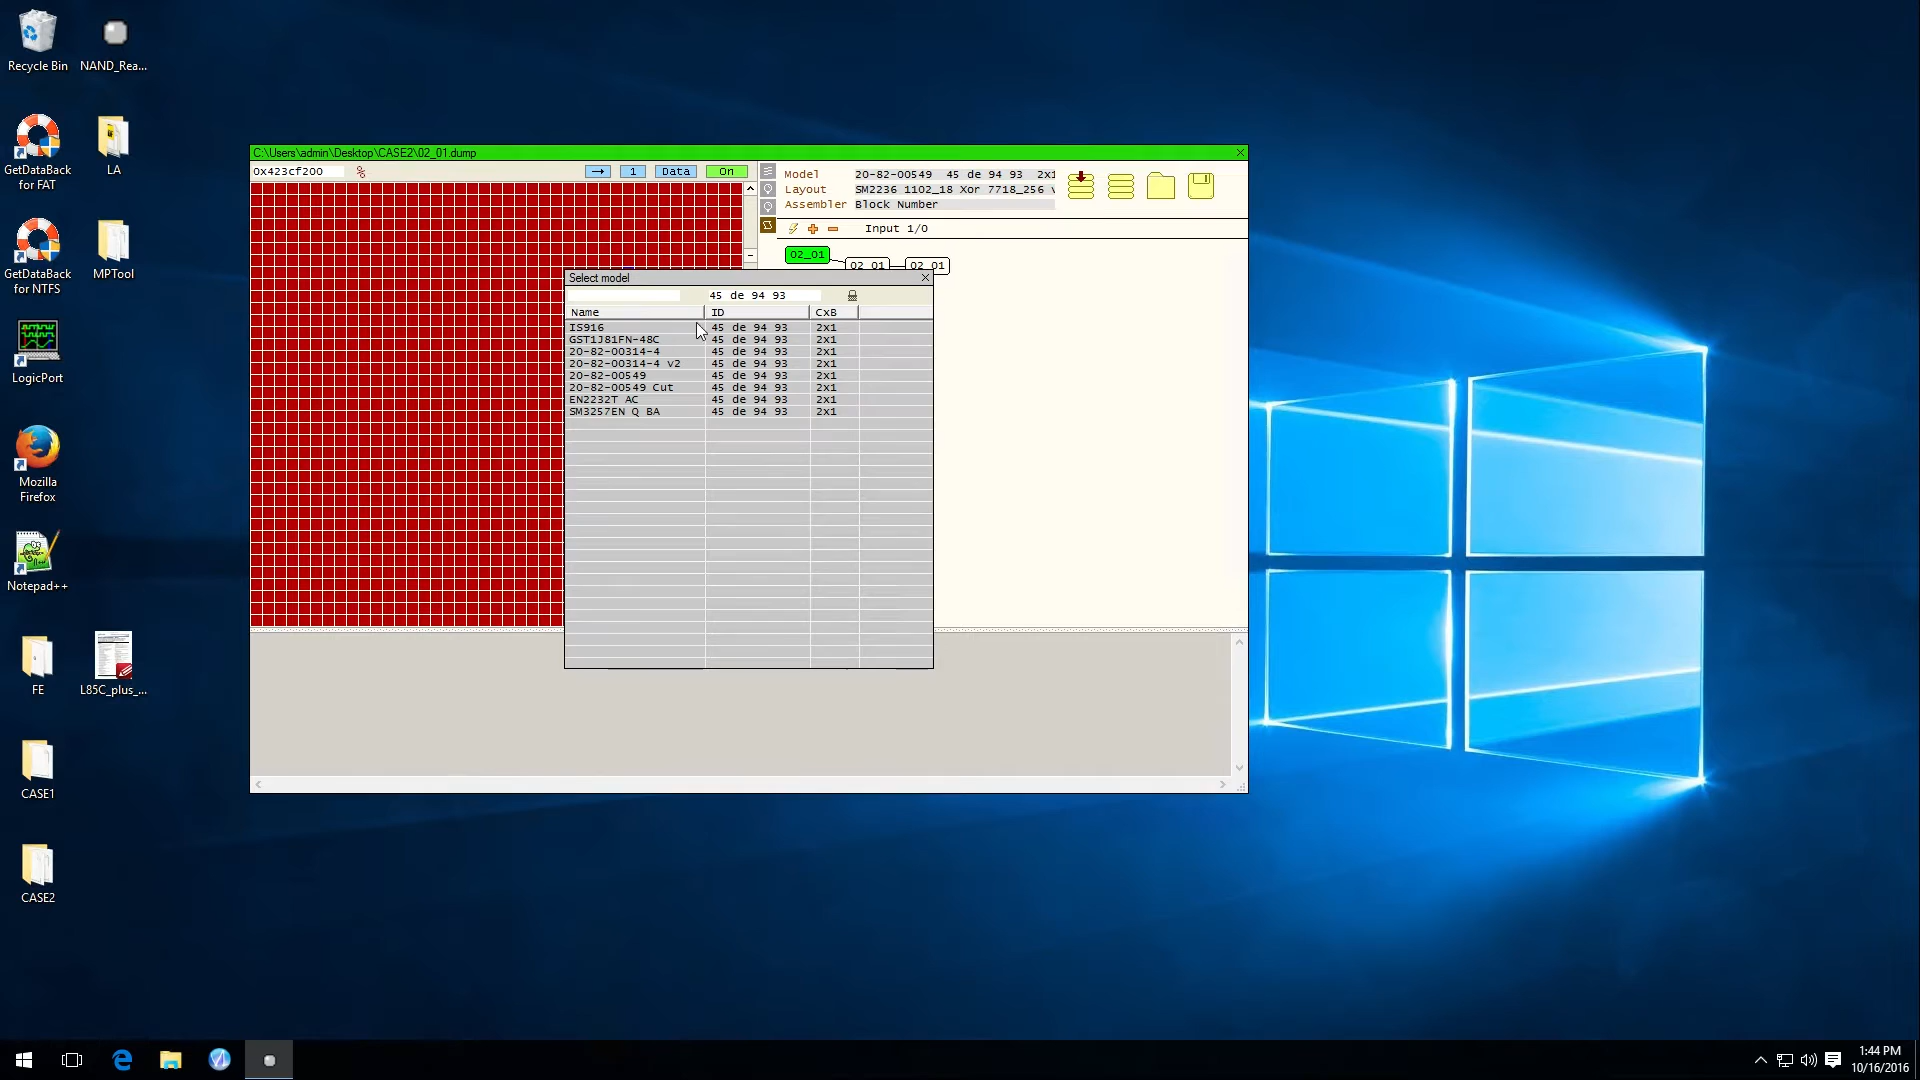 Recycle Bin
NAND_Rea...
GetDataBack
for FAT
LA
GetDataBack
for NTFS
MPTool
LogicPort
Mozilla
Firefox
Notepad++
FE
L85C_plus_...
CASE1
CASE2
C:\Users\admin\Desktop\CASE2\02_01.dump
0x423cf200
%
1
Data
On
Model 20-82-00549 45 de 94 93 2x1
Layout SM2236 1102_18 Xor 7718_256 v
Assembler Block Number
Input 1/0
02_01
02_01
02_01
Select model
45 de 94 93
Name ID CxB
IS916 45 de 94 93 2x1
GST1J81FN-48C 45 de 94 93 2x1
20-82-00314-4 45 de 94 93 2x1
20-82-00314-4 v2 45 de 94 93 2x1
20-82-00549 45 de 94 93 2x1
20-82-00549 Cut 45 de 94 93 2x1
EN2232T AC 45 de 94 93 2x1
SM3257EN Q BA 45 de 94 93 2x1
1:44 PM
10/16/2016